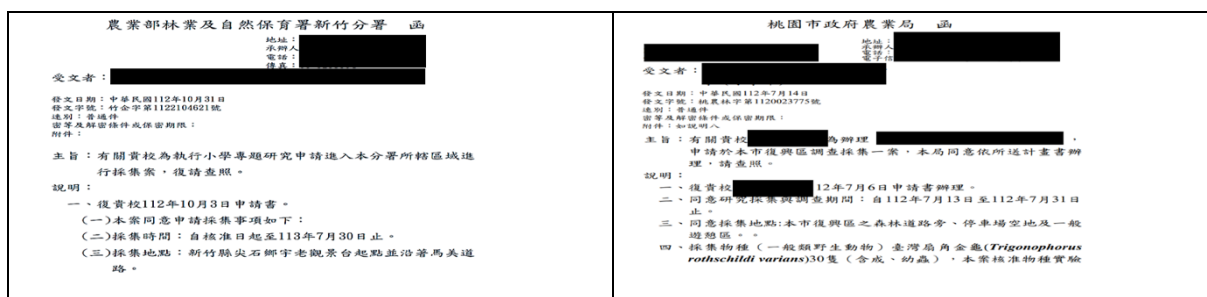 農業部林業及自然保育署新竹分署　函
地址：
承辦人
電話：
傳真：
受文者：
發文日期：中華民國112年10月31日
發文字號：竹企字第1122104621號
速別：普通件
密等及解密條件或保密期限：
附件：
主旨：有關貴校為執行小學專題研究申請進入本分署所轄區域進
行採集案，復請查照。
說明：
一、復貴校112年10月3日申請書。
(一)本案同意申請採集事項如下：
(二)採集時間：自核准日起至113年7月30日止。
(三)採集地點：新竹縣尖石鄉宇老觀景台起點並沿著馬美道
路。
桃園市政府農業局　函
地址：
承辦人
電話：
電子信
受文者：
發文日期：中華民國112年7月14日
發文字號：桃農林字第1120023775號
速別：普通件
密等及解密條件或保密期限：
附件：如說明八
主旨：有關貴校 為辦理 ，
申請於本市復興區調查採集一案，本局同意依所送計畫書辦
理，請查照。
說明：
一、復貴校 12年7月6日申請書辦理。
二、同意研究採集與調查期間：自112年7月13日至112年7月31日
止。
三、同意採集地點:本市復興區之森林道路旁、停車場空地及一般
遊憩區。。
四、採集物種（一般類野生動物）臺灣扇角金龜(Trigonophorus
rothschildi varians)30隻（含成、幼蟲），本案核准物種實驗